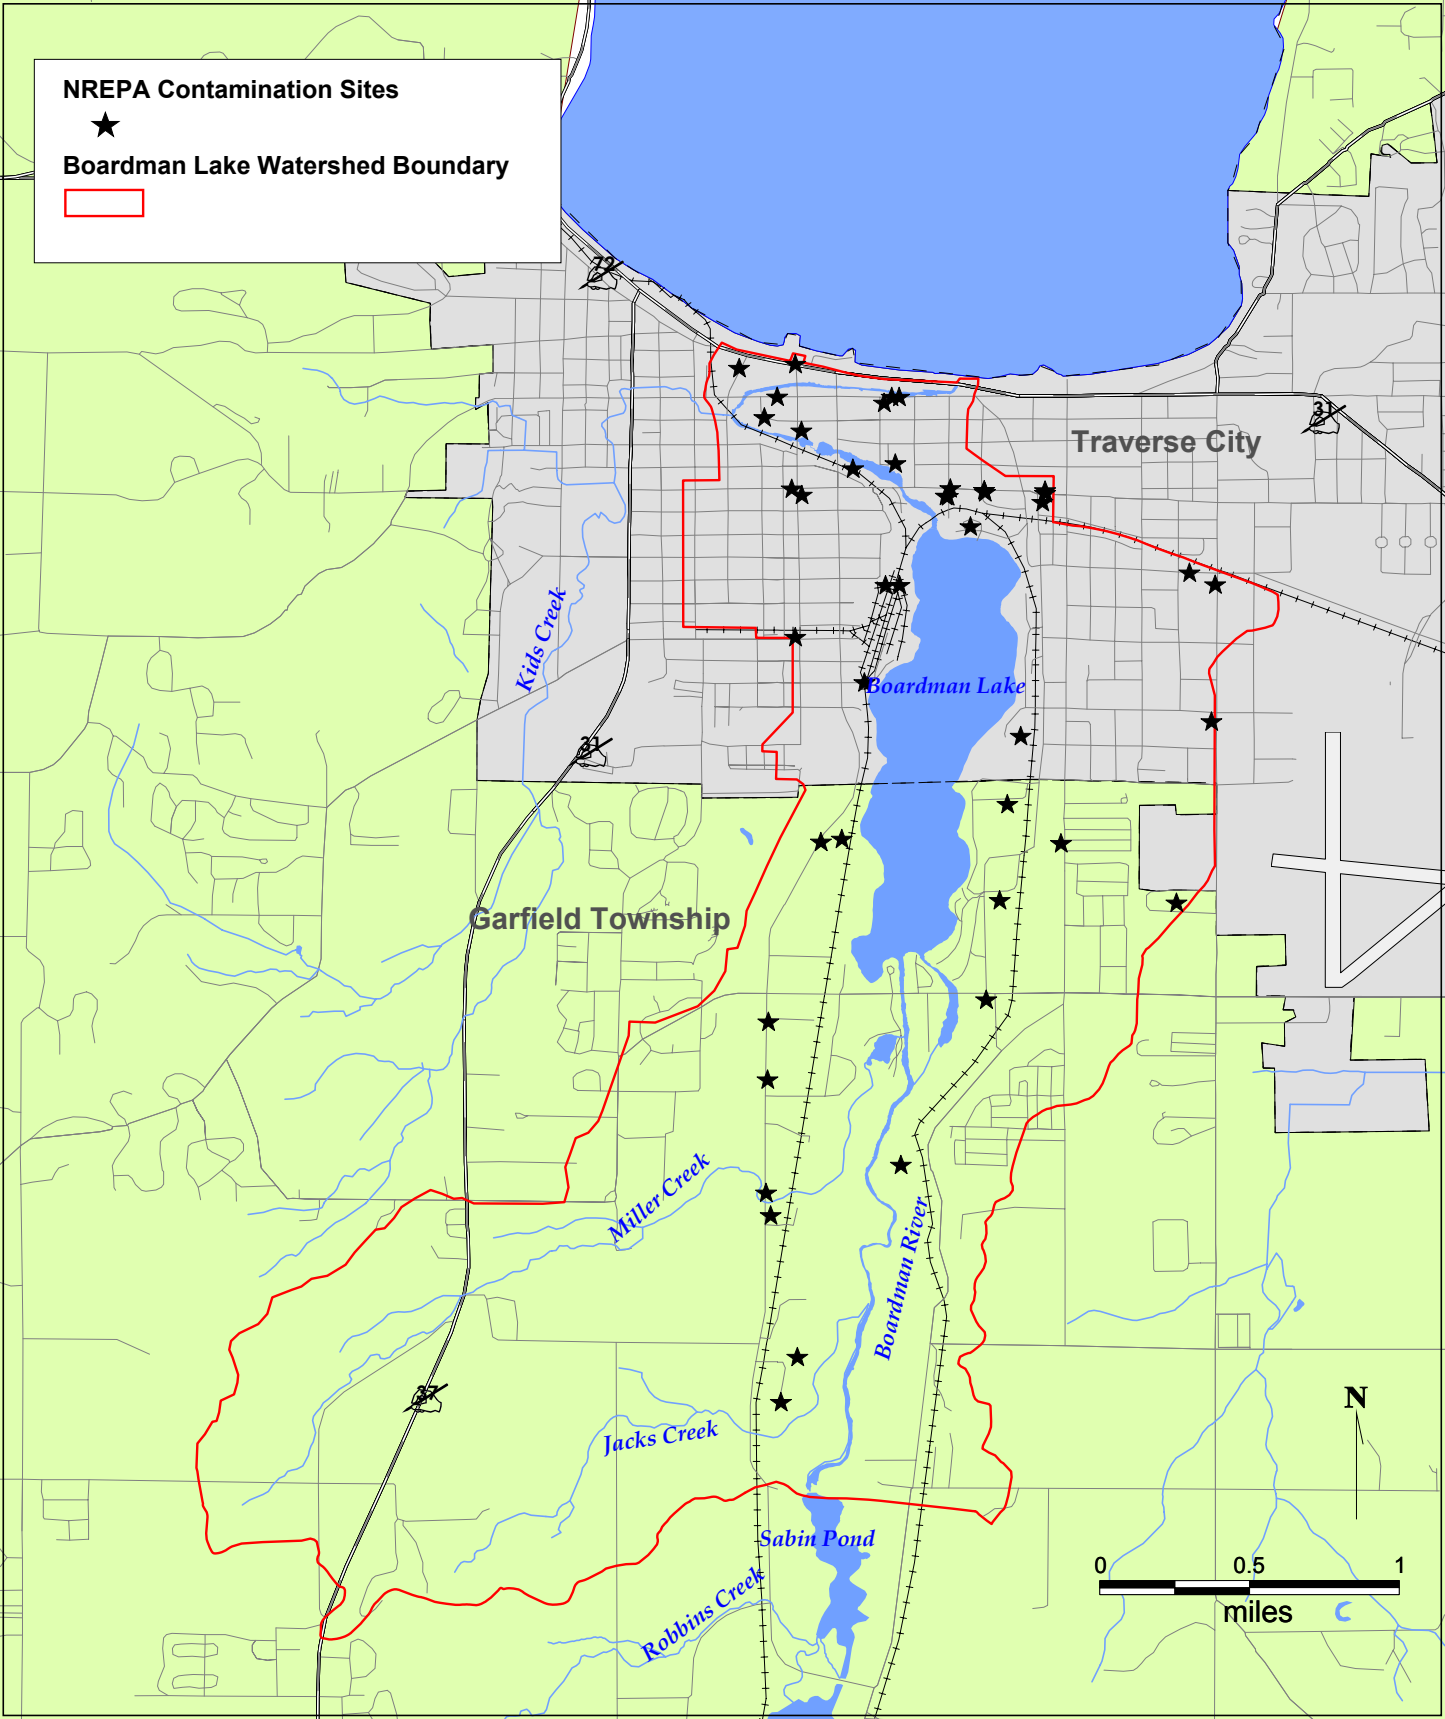 NREPA Contamination Sites
Boardman Lake Watershed Boundary
72
31
Traverse City
Kids Creek
Boardman Lake
31
Garfield Township
Miller Creek
Boardman River
37
Jacks Creek
N
Sabin Pond
Robbins Creek
0 0.5 1
miles